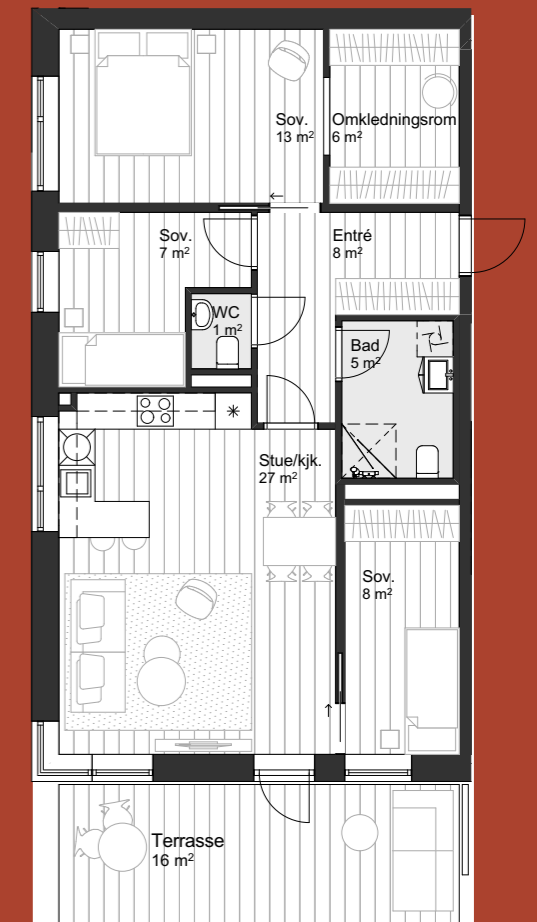 Sov.
13 m²
Omkledningsrom
6 m²
Sov.
7 m²
Entré
8 m²
WC
1 m²
Bad
5 m²
Stue/kjk.
27 m²
Sov.
8 m²
Terrasse
16 m²